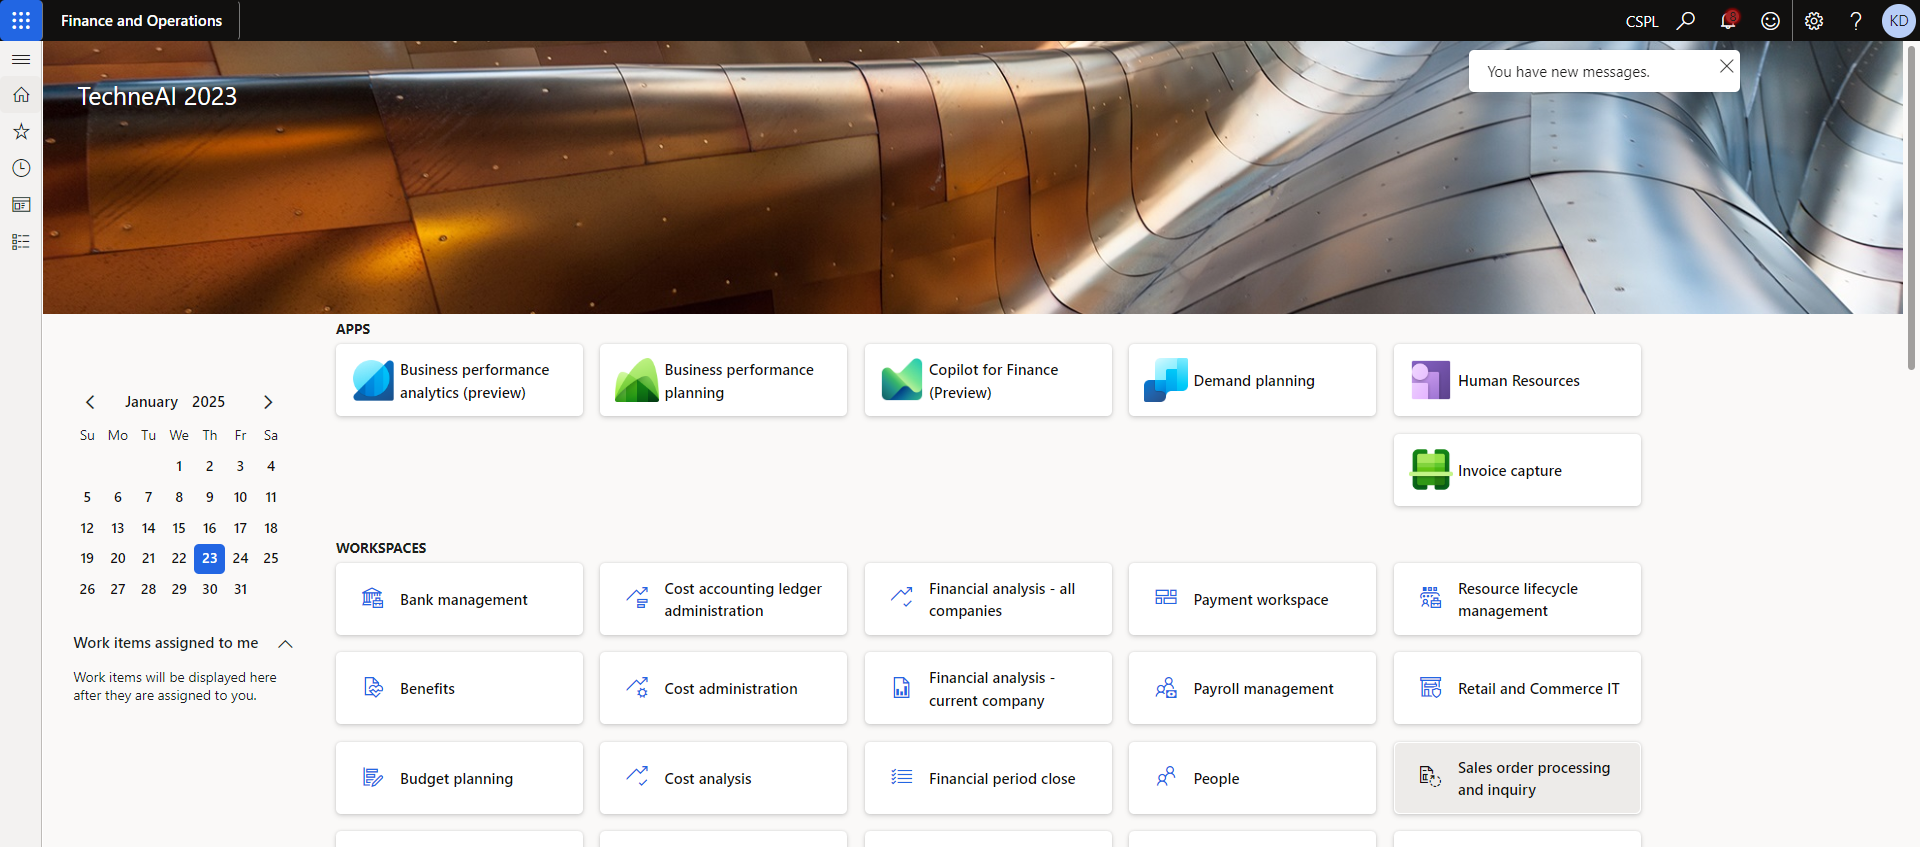 Finance and Operations
CSPL
8
?
KD
You have new messages.
TechneAI 2023
APPS
Business performance
analytics (preview)
Business performance
planning
Copilot for Finance
(Preview)
Demand planning
Human Resources
Invoice capture
January 2025
Su Mo Tu We Th Fr Sa
1 2 3 4
5 6 7 8 9 10 11
12 13 14 15 16 17 18
19 20 21 22 23 24 25
26 27 28 29 30 31
Work items assigned to me
Work items will be displayed here
after they are assigned to you.
WORKSPACES
Bank management
Cost accounting ledger
administration
Financial analysis - all
companies
Payment workspace
Resource lifecycle
management
Benefits
Cost administration
Financial analysis -
current company
Payroll management
Retail and Commerce IT
Budget planning
Cost analysis
Financial period close
People
Sales order processing
and inquiry